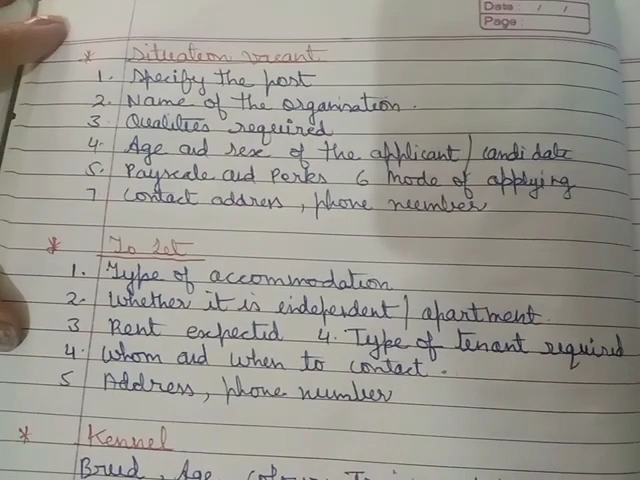 Date: / /
Page:
* Situation vacant
1. Specify the post
2. Name of the organisation.
3. Qualities required
4. Age and sex of the applicant/candidate
5. Payscale and Perks 6 Mode of applying
7 Contact address, phone number
* To Let
1. Type of accommodation
2. Whether it is independent/apartment.
3 Rent expected 4. Type of tenant required
4. Whom and when to contact.
5 Address, phone number
* Kennel
Breed, Age